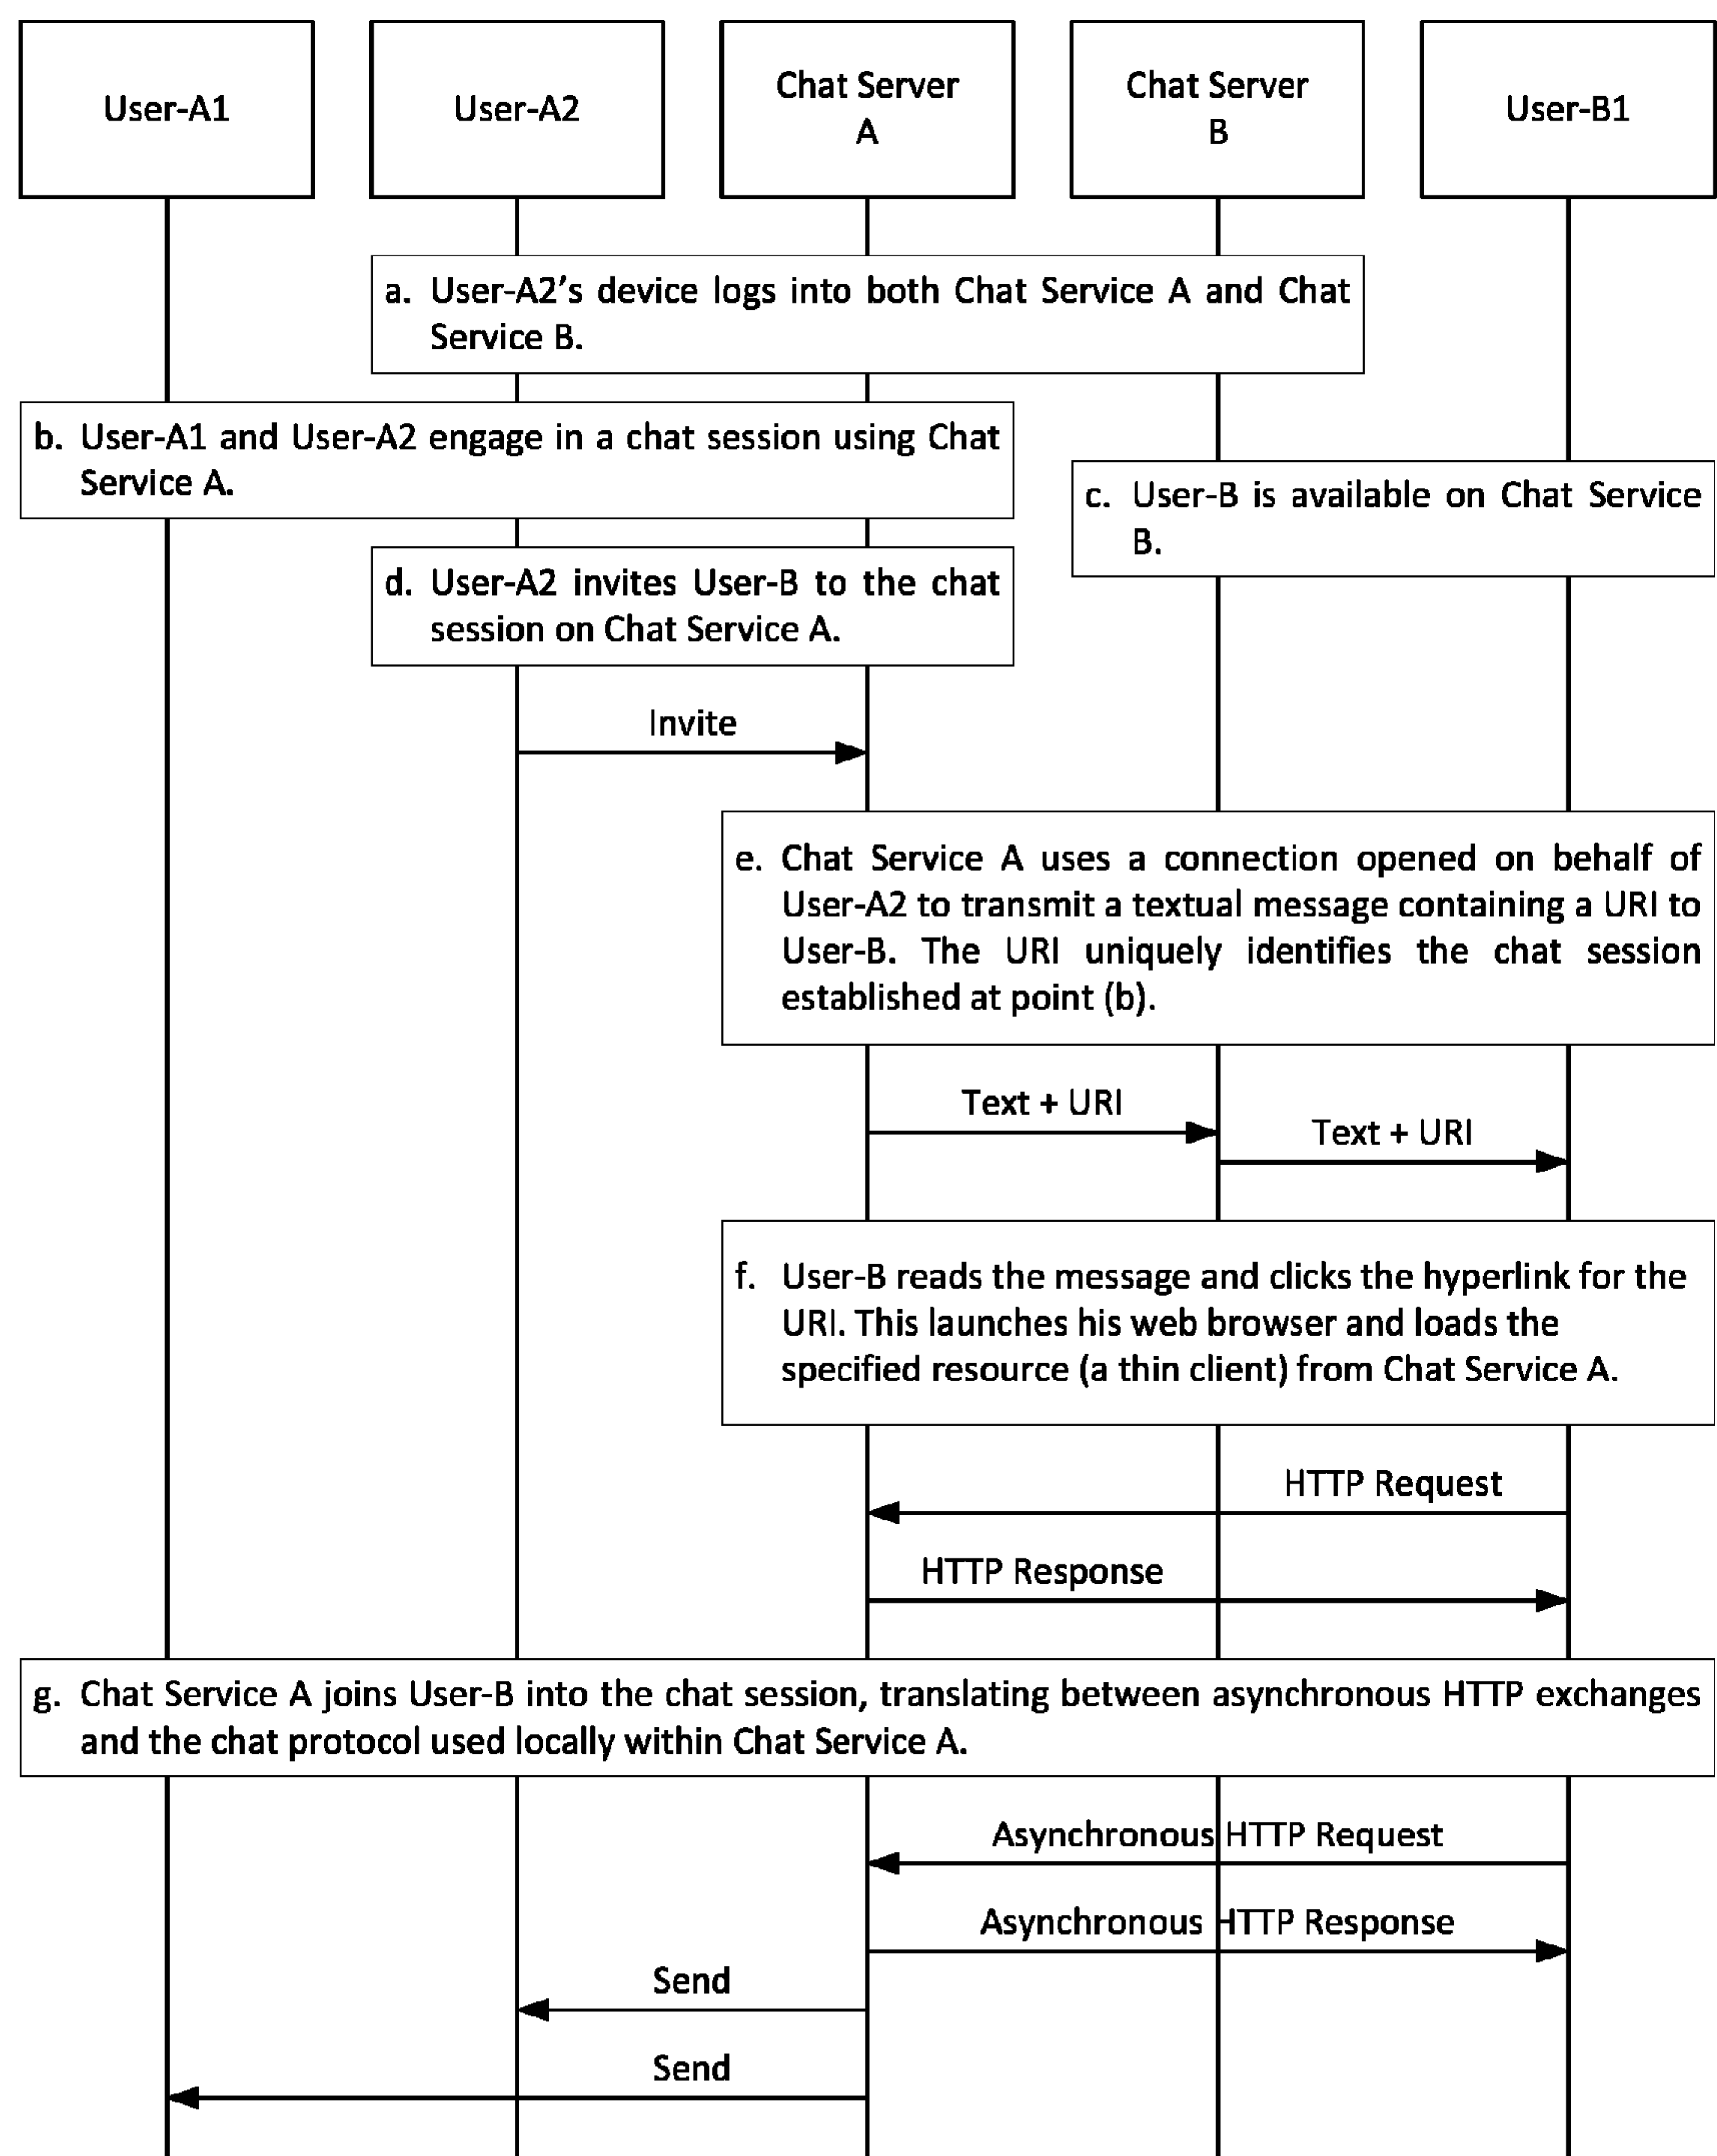 User-A1
User-A2
Chat Server
A
Chat Server
B
User-B1
a. User-A2's device logs into both Chat Service A and Chat
Service B.
b. User-A1 and User-A2 engage in a chat session using Chat
Service A.
c. User-B is available on Chat Service
B.
d. User-A2 invites User-B to the chat
session on Chat Service A.
Invite
e. Chat Service A uses a connection opened on behalf of
User-A2 to transmit a textual message containing a URI to
User-B. The URI uniquely identifies the chat session
established at point (b).
Text + URI
Text + URI
f. User-B reads the message and clicks the hyperlink for the
URI. This launches his web browser and loads the
specified resource (a thin client) from Chat Service A.
HTTP Request
HTTP Response
g. Chat Service A joins User-B into the chat session, translating between asynchronous HTTP exchanges
and the chat protocol used locally within Chat Service A.
Asynchronous HTTP Request
Asynchronous HTTP Response
Send
Send